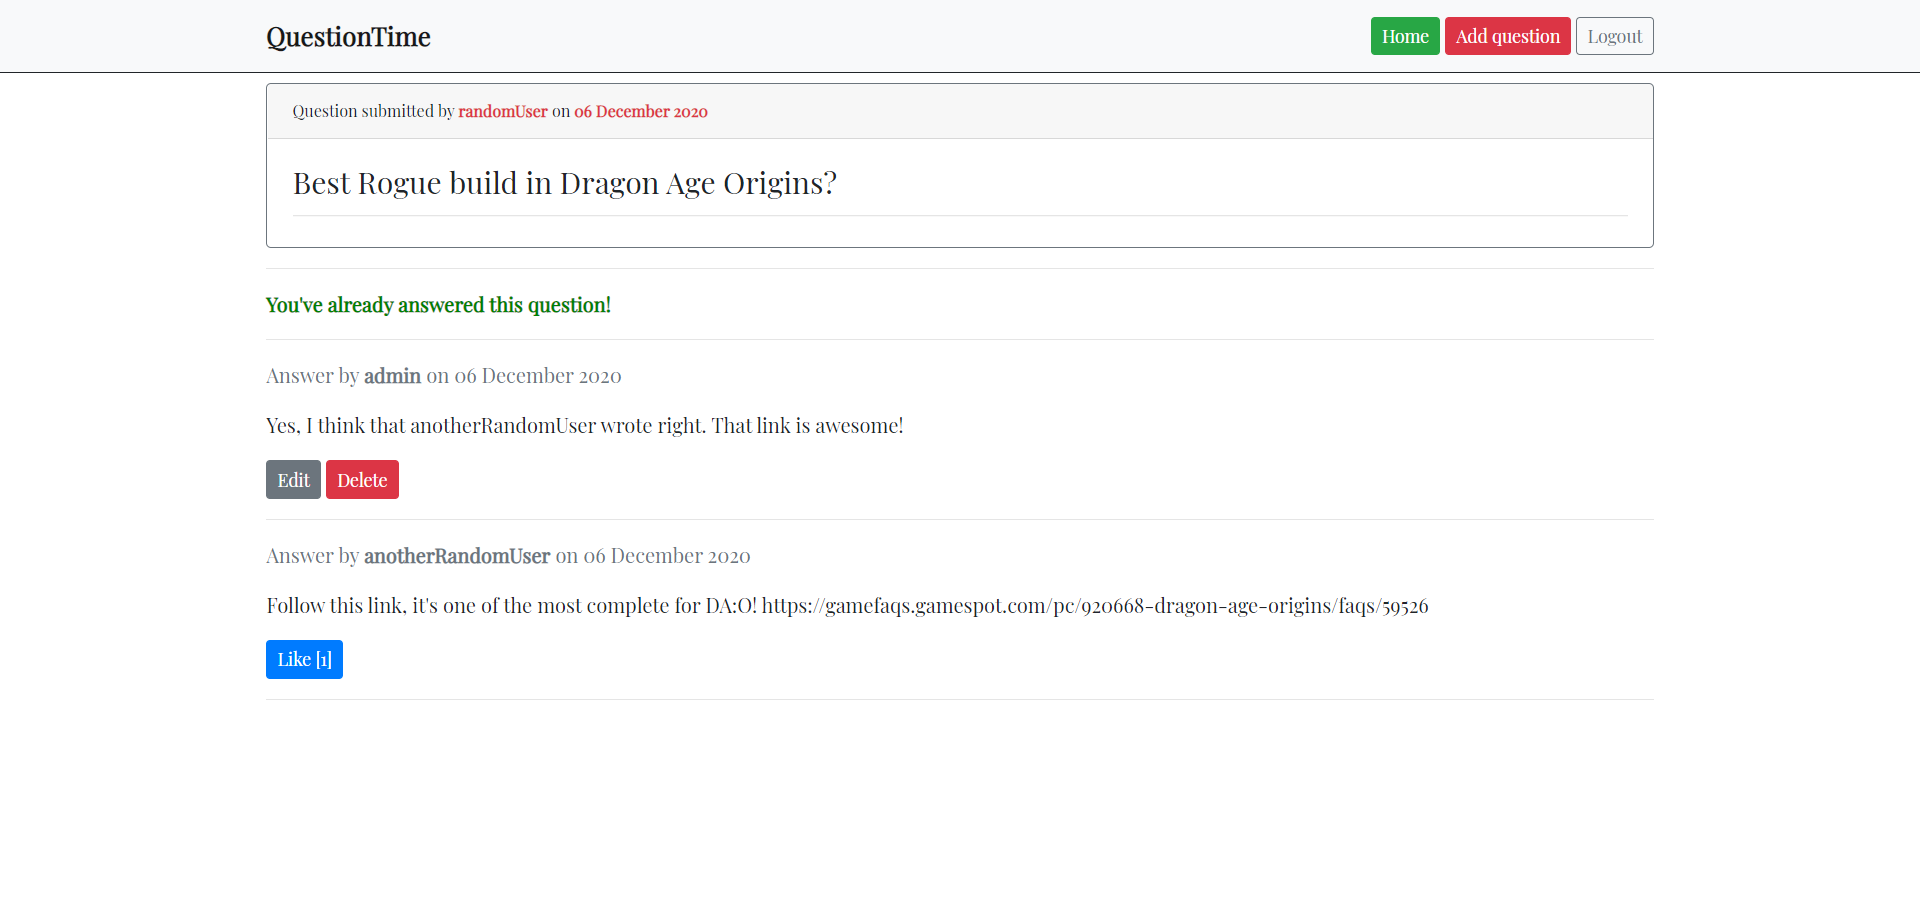 QuestionTime
Home Add question Logout
Question submitted by randomUser on 06 December 2020
Best Rogue build in Dragon Age Origins?
You've already answered this question!
Answer by admin on 06 December 2020
Yes, I think that anotherRandomUser wrote right. That link is awesome!
Edit Delete
Answer by anotherRandomUser on 06 December 2020
Follow this link, it's one of the most complete for DA:O! https://gamefaqs.gamespot.com/pc/920668-dragon-age-origins/faqs/59526
Like [1]